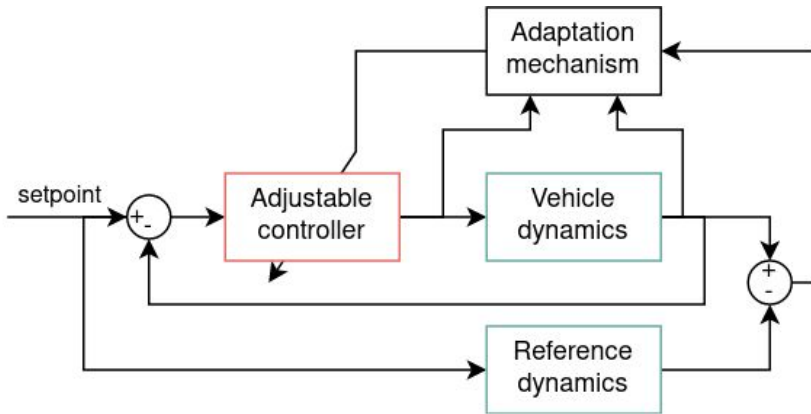 Adaptation
mechanism
setpoint
+
-
Adjustable
controller
Vehicle
dynamics
+
-
Reference
dynamics